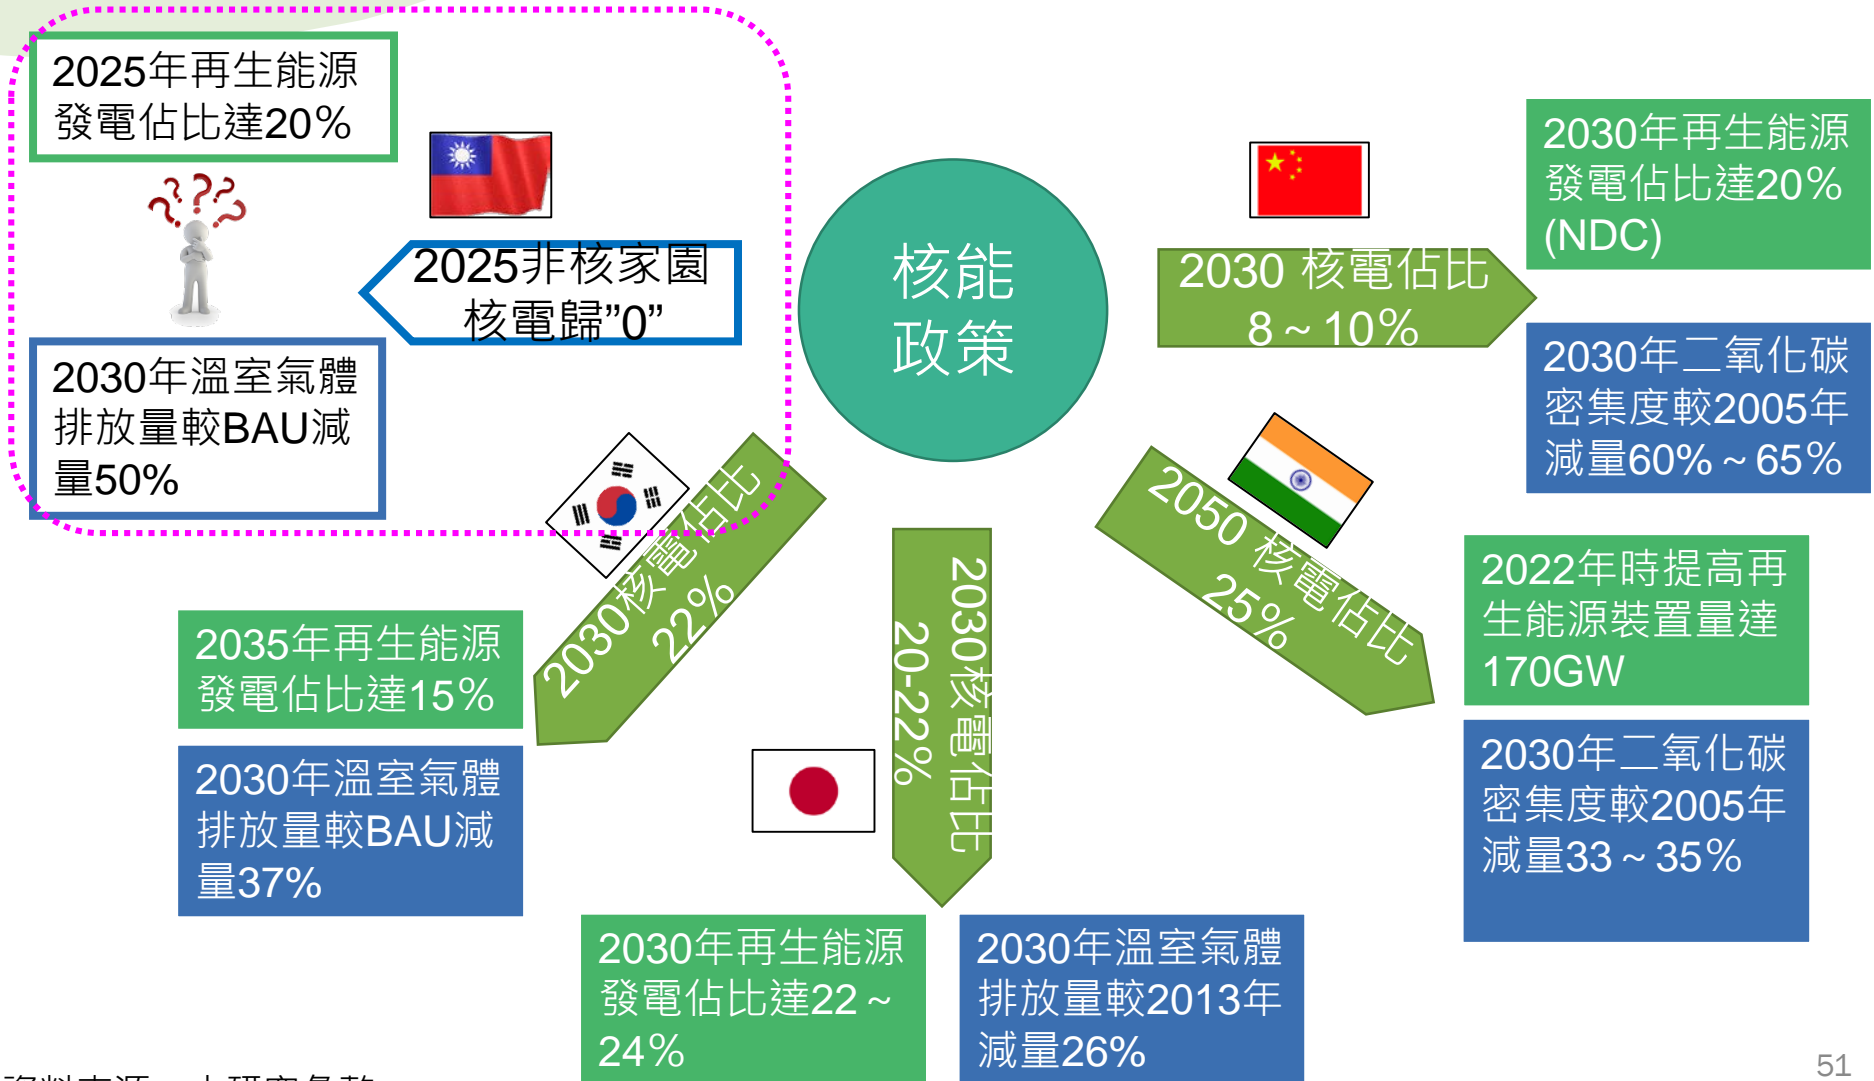 2025年再生能源
發電佔比達20%
2025非核家園
核電歸”0”
2030年溫室氣體
排放量較BAU減
量50%
核能
政策
2030 核電佔比
8～10%
2030年再生能源
發電佔比達20%
(NDC)
2030年二氧化碳
密集度較2005年
減量60%～65%
2050 核電佔比
25%
2022年時提高再
生能源裝置量達
170GW
2030年二氧化碳
密集度較2005年
減量33～35%
2030核電佔比
20-22%
2030年再生能源
發電佔比達22～
24%
2030年溫室氣體
排放量較2013年
減量26%
2030核電佔比
22%
2035年再生能源
發電佔比達15%
2030年溫室氣體
排放量較BAU減
量37%
51